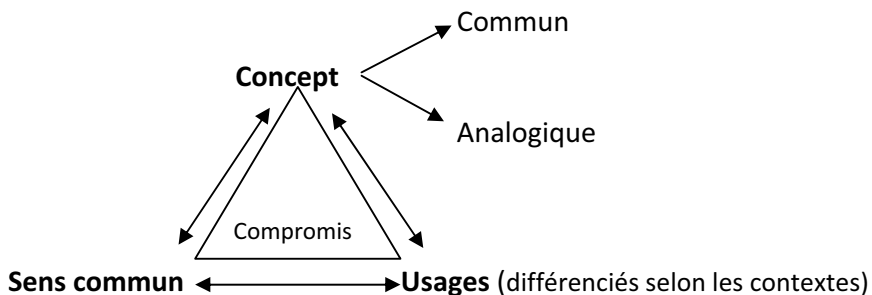 Commun
Concept
Analogique
Compromis
Sens commun Usages (différenciés selon les contextes)